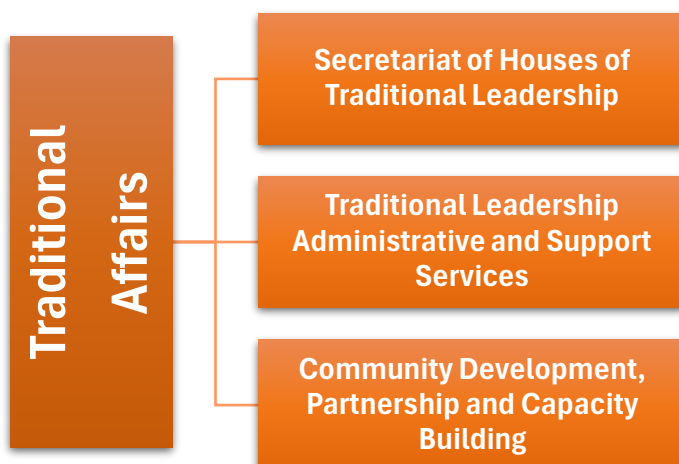 Traditional
Affairs
Secretariat of Houses of
Traditional Leadership
Traditional Leadership
Administrative and Support
Services
Community Development,
Partnership and Capacity
Building